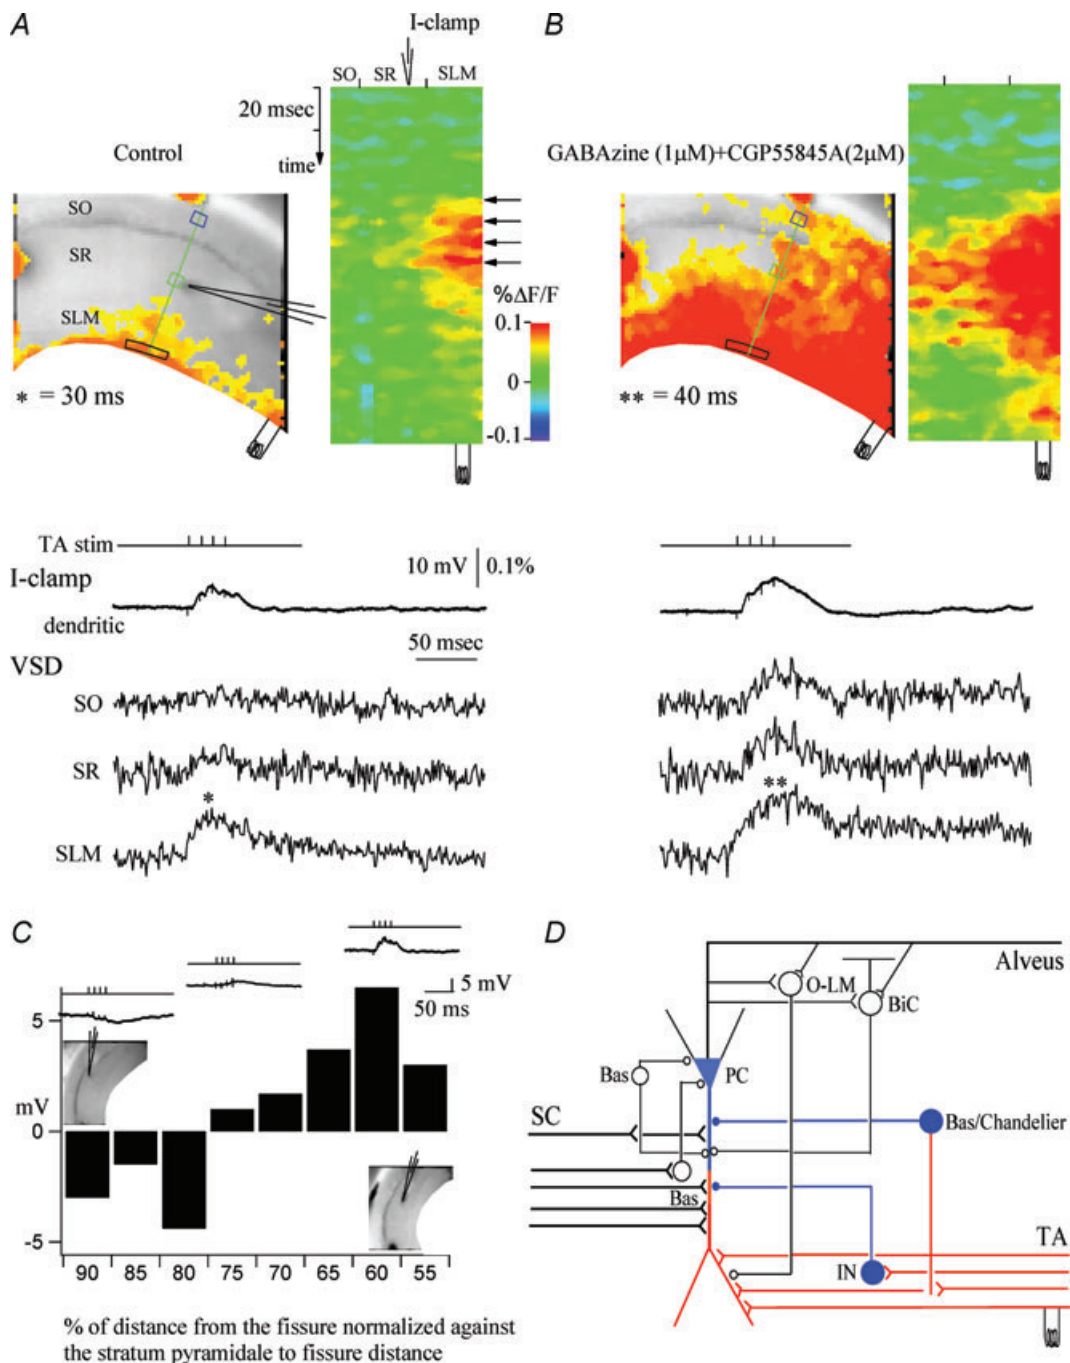 A
I-clamp
B
SO SR SLM
20 msec
time
Control
GABAzine (1μM)+CGP55845A(2μM)
SO
SR
SLM
* = 30 ms
%ΔF/F
0.1
0
-0.1
** = 40 ms
TA stim
10 mV 0.1%
I-clamp
dendritic
50 msec
VSD
SO
SR
*
**
SLM
C
5 mV
50 ms
5
mV
0
-5
90 85 80 75 70 65 60 55
% of distance from the fissure normalized against
the stratum pyramidale to fissure distance
D
Alveus
O-LM
BiC
Bas
PC
SC
Bas/Chandelier
Bas
TA
IN